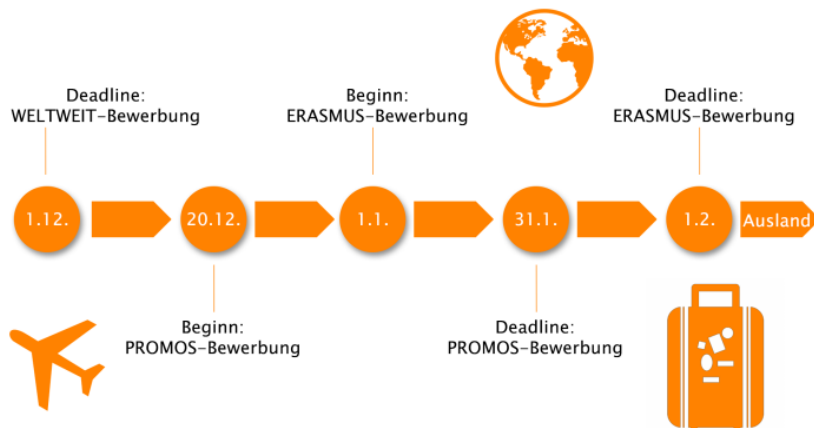 Deadline:
WELTWEIT-Bewerbung
Beginn:
ERASMUS-Bewerbung
Deadline:
ERASMUS-Bewerbung
1.12.
20.12.
1.1.
31.1.
1.2.
Ausland
Beginn:
PROMOS-Bewerbung
Deadline:
PROMOS-Bewerbung